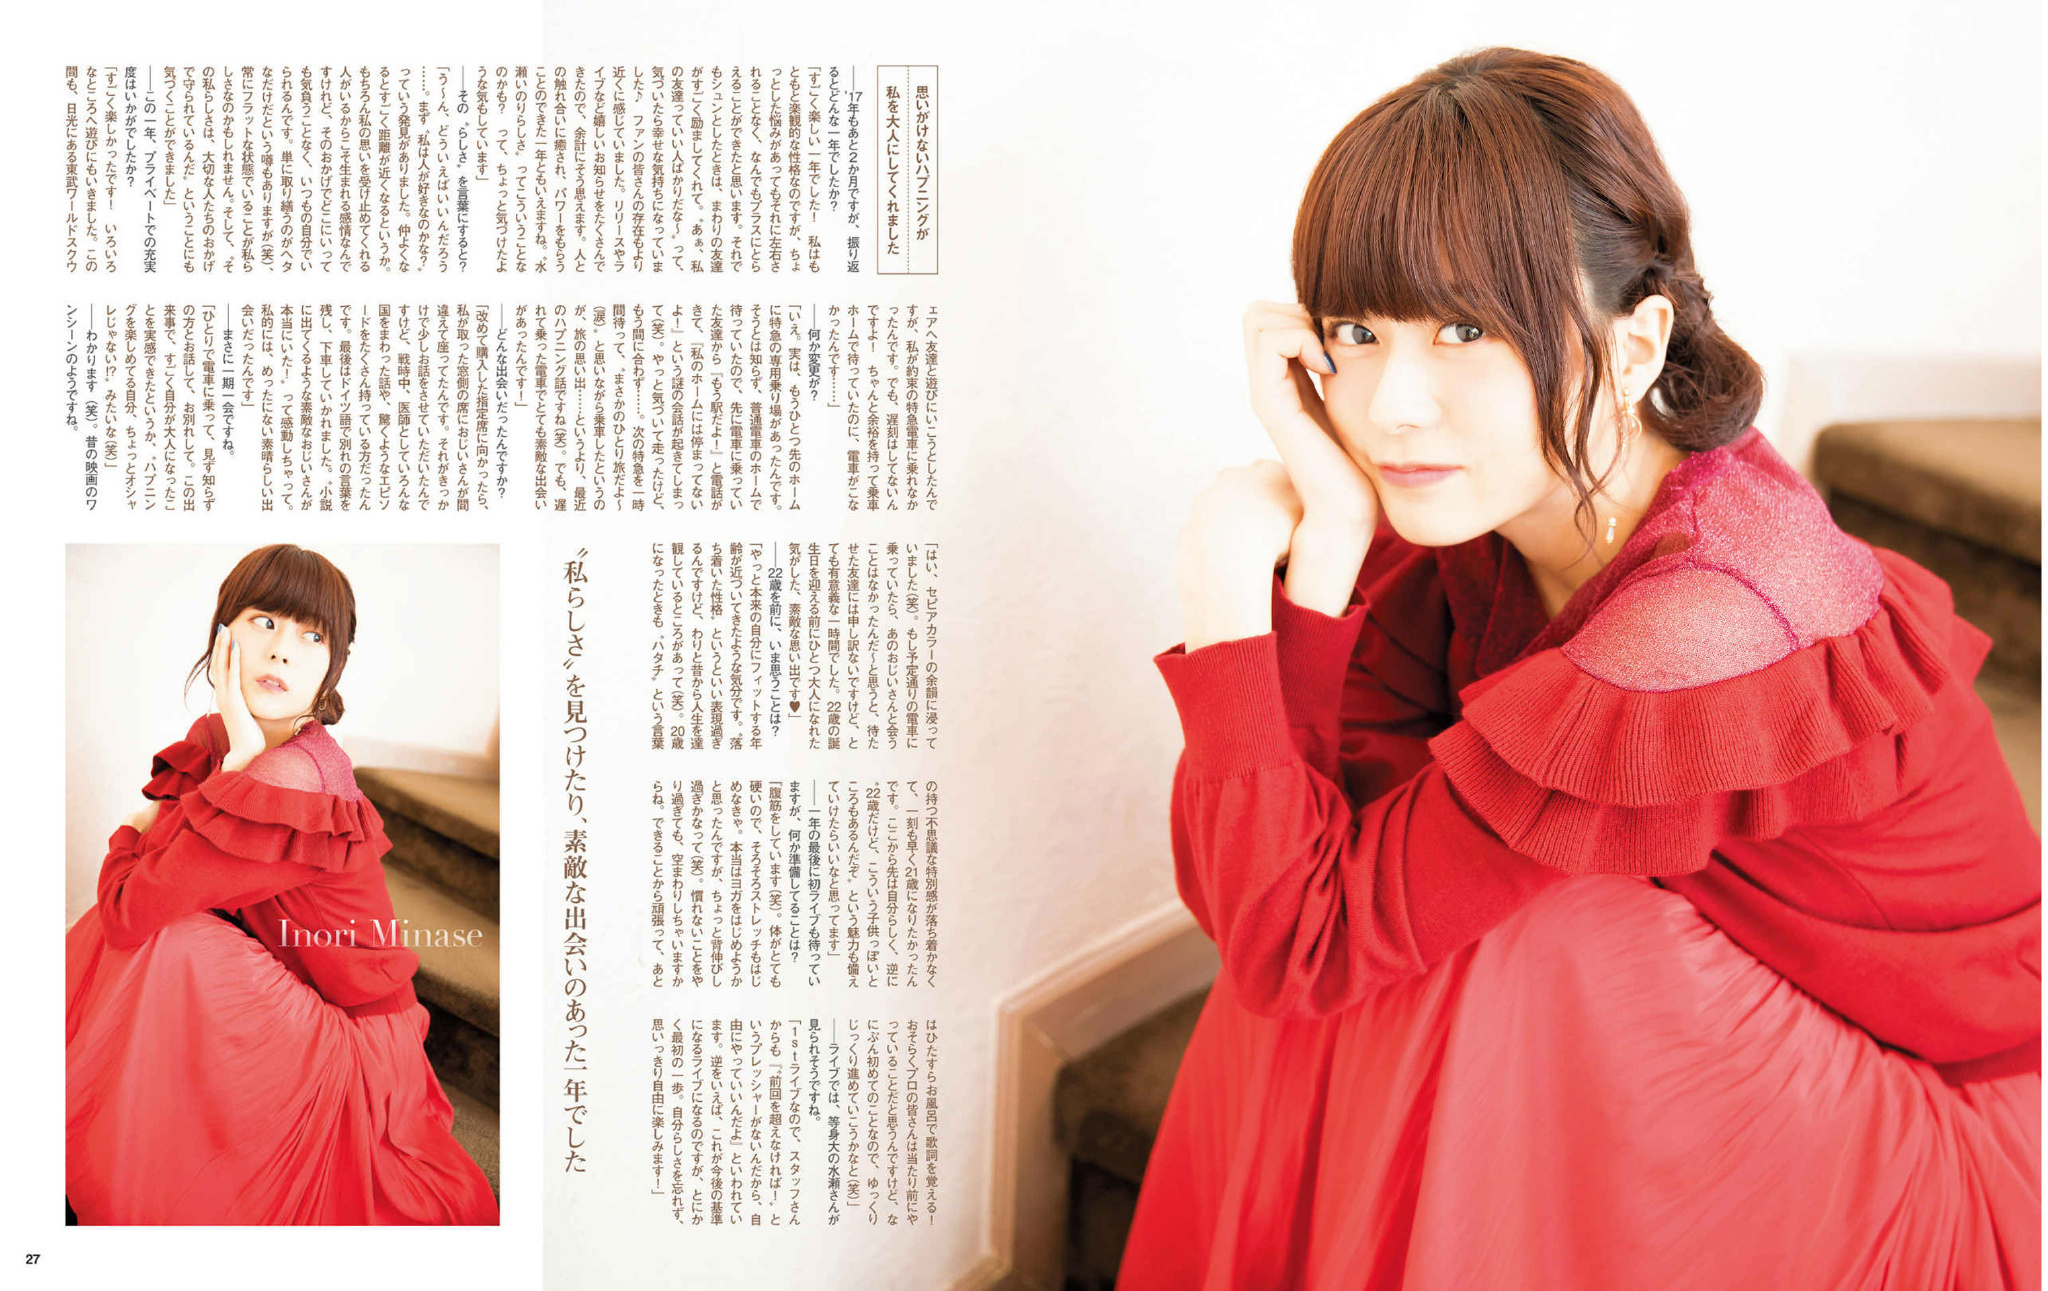 思いがけないハプニングが
私を大人にしてくれました
――'17年もあと2か月ですが、振り返
るとどんな一年でしたか?
「すごく楽しい一年でした! 私はも
ともと楽観的な性格なのですが、ちょ
っとした悩みがあってもそれに左右さ
れることなく、なんでもプラスにとら
えることができたと思います。それで
もシュンとしたときは、まわりの友達
がすごく励ましてくれて。〝あぁ、私
の友達っていい人ばかりだな〜〟って、
気づいたら幸せな気持ちになっていま
した♪ ファンの皆さんの存在もより
近くに感じていました。リリースやラ
イブなど嬉しいお知らせをたくさんで
きたので、余計にそう思えます。人と
の触れ合いに癒され、パワーをもらう
ことのできた一年ともいえますね。〝水
瀬いのりらしさ〟ってこういうことな
のかも? って、ちょっと気づけたよ
うな気もしています」
――その〝らしさ〟を言葉にすると?
「う〜ん、どういえばいいんだろう
……。まず〝私は人が好きなのかな?〟
っていう発見がありました。仲よくな
るとすごく距離が近くなるというか。
もちろん私の思いを受け止めてくれる
人がいるからこそ生まれる感情なんで
すけれど、そのおかげでどこにいって
も気負うことなく、いつもの自分でい
られるんです。単に取り繕うのがヘタ
なだけだという噂もありますが(笑)、
常にフラットな状態でいることが私ら
しさなのかもしれません。そして、〝そ
の私らしさは、大切な人たちのおかげ
で守られているんだ〟ということにも
気づくことができました」
――この一年、プライベートでの充実
度はいかがでしたか?
「すごく楽しかったです! いろいろ
なところへ遊びにもいきました。この
間も、日光にある東武ワールドスクウ
ェアへ友達と遊びにいこうとしたんで
すが、私が約束の特急電車に乗れなか
ったんです。でも、遅刻はしてないん
ですよ! ちゃんと余裕を持って乗車
ホームで待っていたのに、電車がこな
かったんです……」
――何か変更が?
「いえ。実は、もうひとつ先のホーム
に特急の専用乗り場があったんです。
そうとは知らず、普通電車のホームで
待っていたので、先に電車に乗ってい
た友達から『もう駅だよ!』と電話が
きて、『私のホームには停まってない
よ!』という謎の会話が起きてしまっ
て(笑)。やっと気づいて走ったけど、
もう間に合わず……。次の特急を一時
間待って、〝まさかのひとり旅だよ〜
(涙)〟と思いながら乗車したというの
が、旅の思い出……というより、最近
のハプニング話ですね(笑)。でも、遅
れて乗った電車でとても素敵な出会い
があったんです!」
――どんな出会いだったんですか?
「改めて購入した指定席に向かったら、
私が取った窓側の席におじいさんが間
違えて座ってたんです。それがきっか
けで少しお話をさせていただいたんで
すけど、戦時中、医師としていろんな
国をまわった話や、驚くようなエピソ
ードをたくさん持っている方だったん
です。最後はドイツ語で別れの言葉を
残し、下車していかれました。〝小説
に出てくるような素敵なおじいさんが
本当にいた!〟って感動しちゃって。
私的には、めったにない素晴らしい出
会いだったんです」
――まさに一期一会ですね。
「ひとりで電車に乗って、見ず知らず
の方とお話して、お別れして。この出
来事で、すごく自分が大人になったこ
とを実感できたというか、〝ハプニン
グを楽しめてる自分、ちょっとオシャ
レじゃない!?〟みたいな(笑)」
――わかります(笑)。昔の映画のワ
ンシーンのようですね。
「はい、セピアカラーの余韻に浸って
いました(笑)。もし予定通りの電車に
乗っていたら、あのおじいさんと会う
ことはなかったんだ〜と思うと、待た
せた友達には申し訳ないですけど、と
ても有意義な一時間でした。22歳の誕
生日を迎える前にひとつ大人になれた
気がした、素敵な思い出です♥」
――22歳を前に、いま思うことは?
「やっと本来の自分にフィットする年
齢が近づいてきたような気分です。〝落
ち着いた性格〟というといい表現過ぎ
るんですけど、わりと昔から人生を達
観しているところがあって(笑)。20歳
になったときも〝ハタチ〟という言葉
の持つ不思議な特別感が落ち着かなく
て、一刻も早く21歳になりたかったん
です。ここから先は自分らしく、逆に
〝22歳だけど、こういう子供っぽいと
ころもあるんだぞ〟という魅力も備え
ていけたらいいなと思ってます」
――一年の最後に初ライブも待ってい
ますが、何か準備してることは?
「腹筋をしています(笑)。体がとても
硬いので、そろそろストレッチもはじ
めなきゃ。本当はヨガをはじめようか
と思ったんですが、ちょっと背伸びし
過ぎかなって(笑)。慣れないことをや
り過ぎても、空まわりしちゃいますか
らね。できることから頑張って、あと
はひたすらお風呂で歌詞を覚える!
おそらくプロの皆さんは当たり前にや
っていることだと思うんですけど、な
にぶん初めてのことなので、ゆっくり
じっくり進めていこうかなと(笑)」
――ライブでは、等身大の水瀬さんが
見られそうですね。
「1stライブなので、スタッフさん
からも『〝前回を超えなければ!〟と
いうプレッシャーがないんだから、自
由にやっていいんだよ』といわれてい
ます。逆をいえば、これが今後の基準
になるライブになるのですが、とにか
く最初の一歩。自分らしさを忘れず、
思いっきり自由に楽しみます!」
〝私らしさ〟を見つけたり、素敵な出会いのあった一年でした
Inori Minase
27